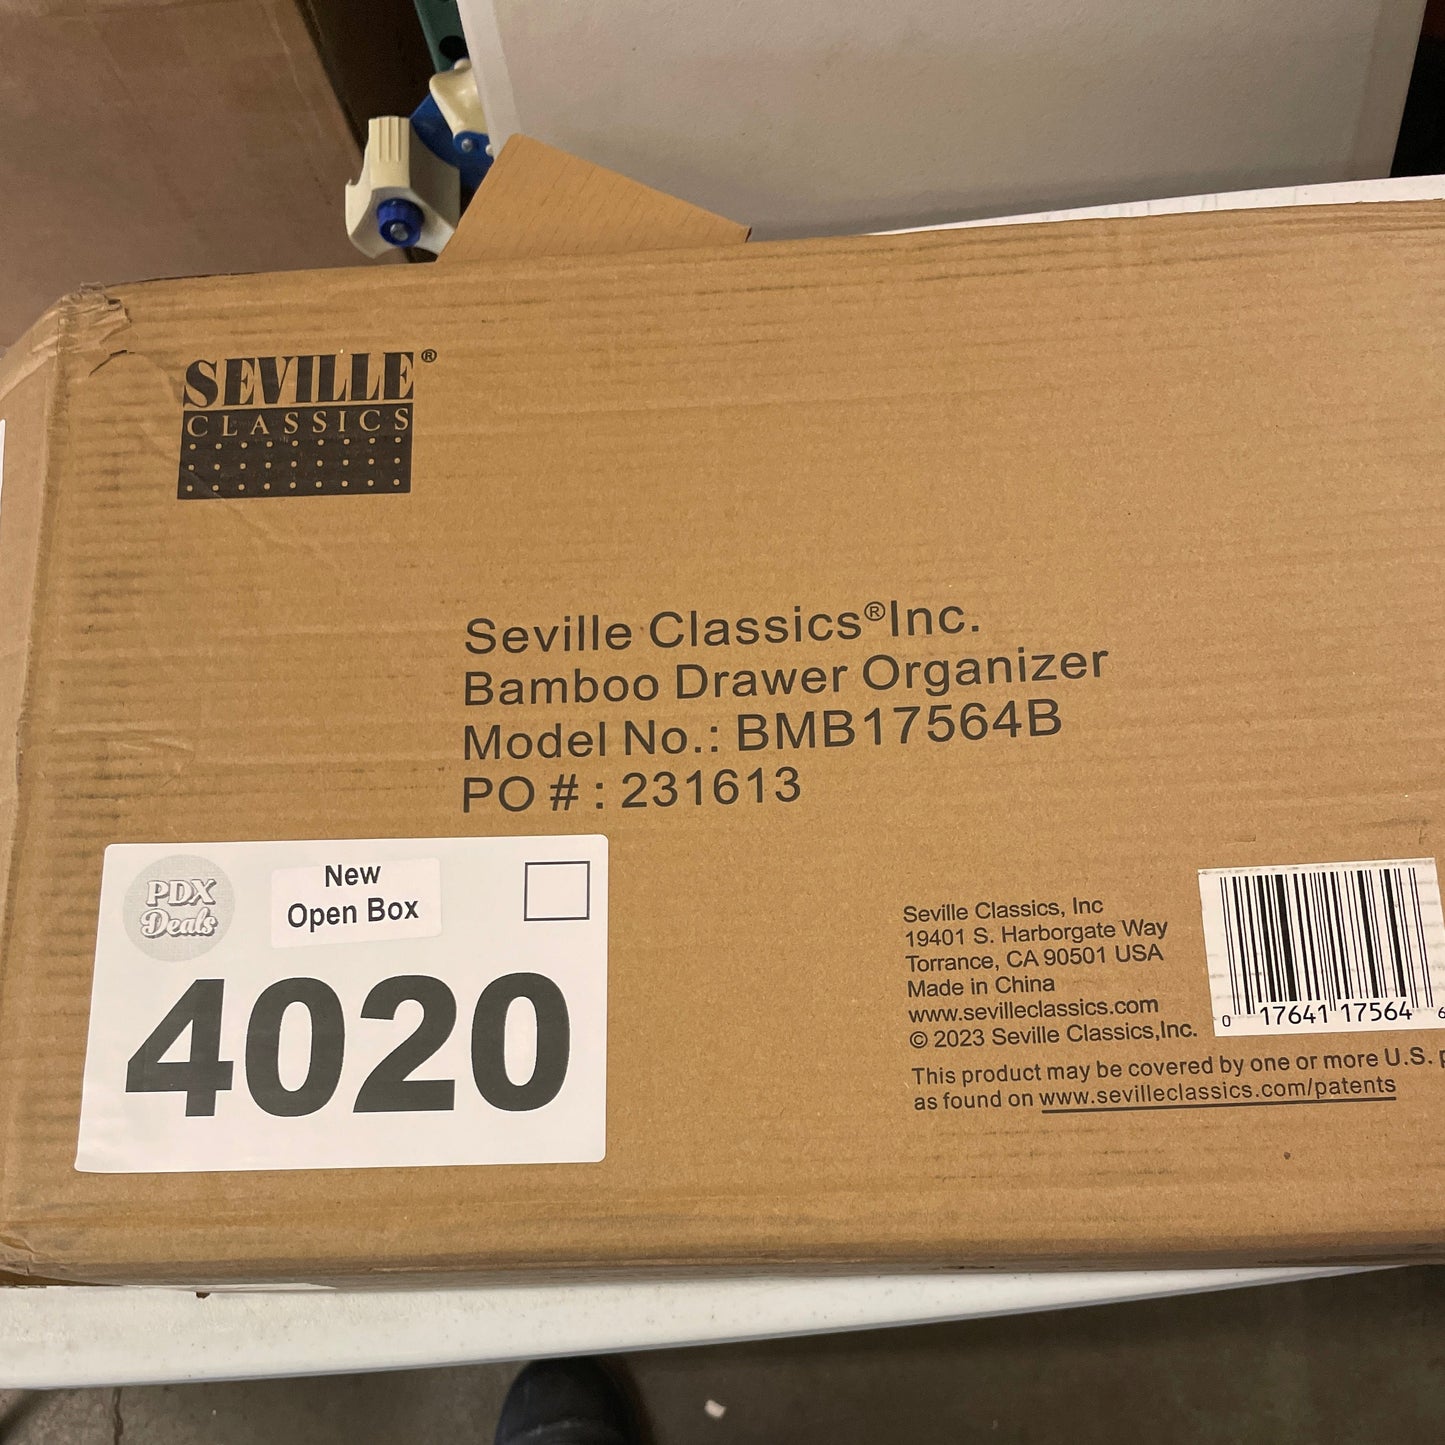 SEVILLE®
CLASSICS
Seville Classics®Inc.
Bamboo Drawer Organizer
Model No.: BMB17564B
PO # : 231613
PDX
Deals
New
Open Box
4020
Seville Classics, Inc
19401 S. Harborgate Way
Torrance, CA 90501 USA
Made in China
www.sevilleclassics.com
© 2023 Seville Classics,Inc.
0 17641 17564 6
This product may be covered by one or more U.S.
as found on www.sevilleclassics.com/patents